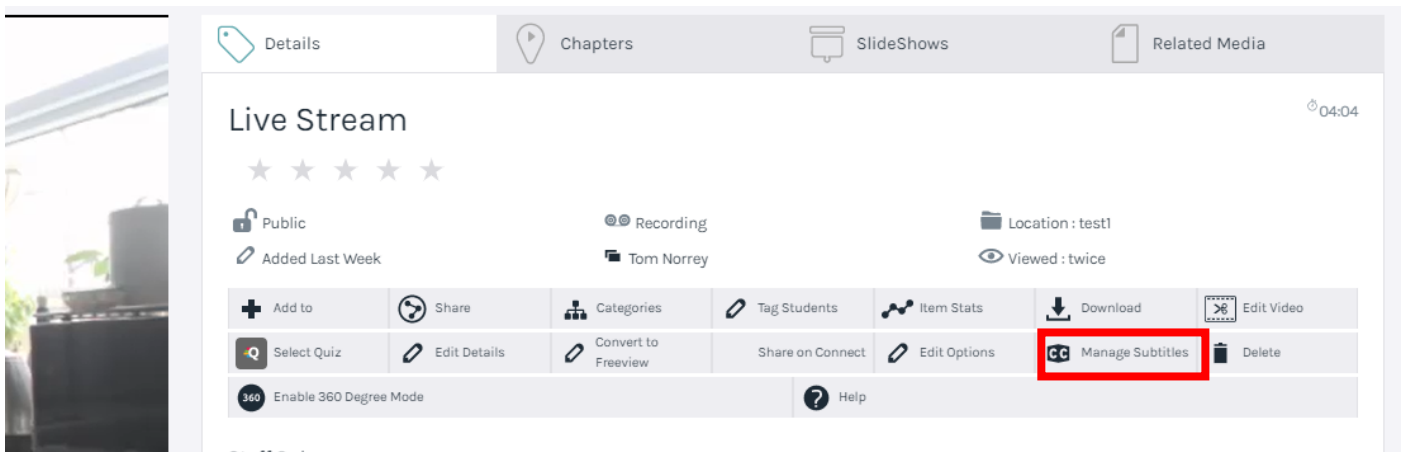 Details
Chapters
SlideShows
Related Media
Live Stream
04:04
Public
Recording
Location : test1
Added Last Week
Tom Norrey
Viewed : twice
Add to
Share
Categories
Tag Students
Item Stats
Download
Edit Video
Q Select Quiz
Edit Details
Convert to
Freeview
Share on Connect
Edit Options
CC Manage Subtitles
Delete
360 Enable 360 Degree Mode
? Help